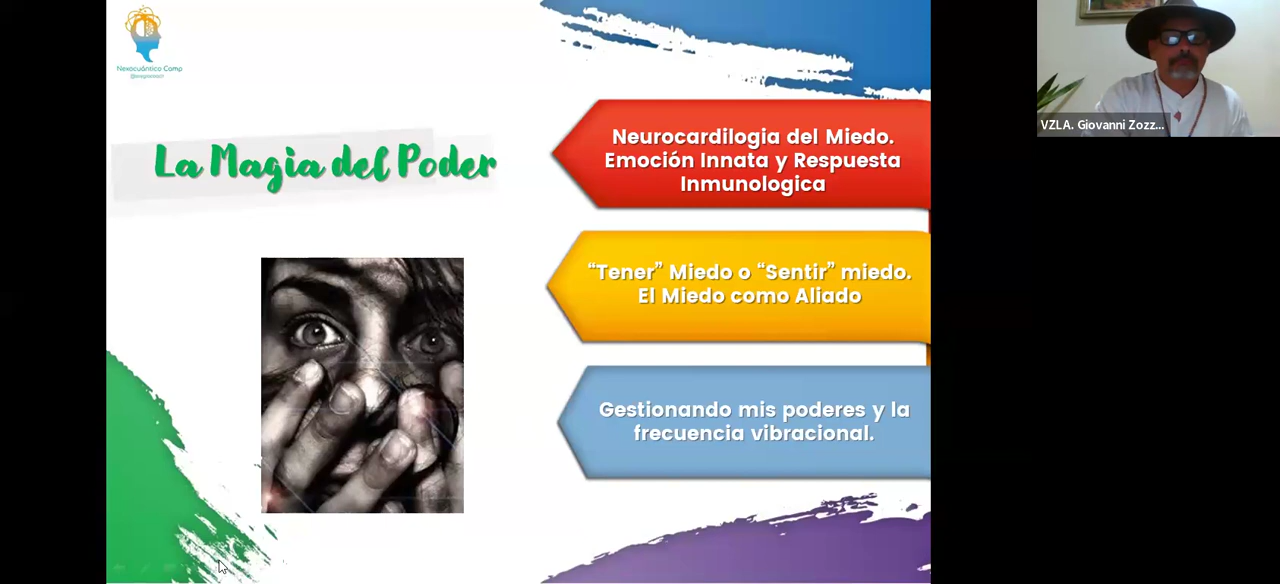 Nexocuántico Comp
La Magia del Poder
Neurocardilogia del Miedo.
Emoción Innata y Respuesta
Inmunologica
“Tener” Miedo o “Sentir” miedo.
El Miedo como Aliado
Gestionando mis poderes y la
frecuencia vibracional.
VZLA. Giovanni Zozz...